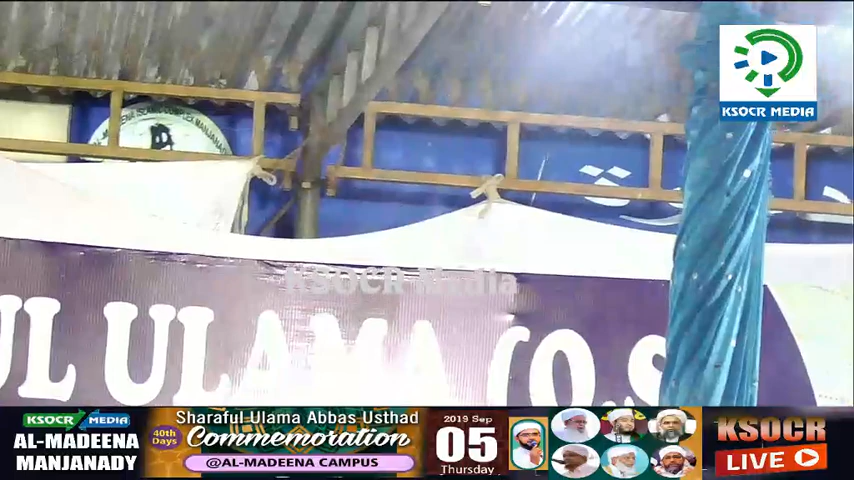 KSOCR MEDIA
KSOCR Media
UL ULAMA (Q.S
KSOCR MEDIA
AL-MADEENA
MANJANADY
40th
Days
Sharaful Ulama Abbas Usthad
Commemoration
@AL-MADEENA CAMPUS
2019 Sep
05
Thursday
KSOCR
LIVE